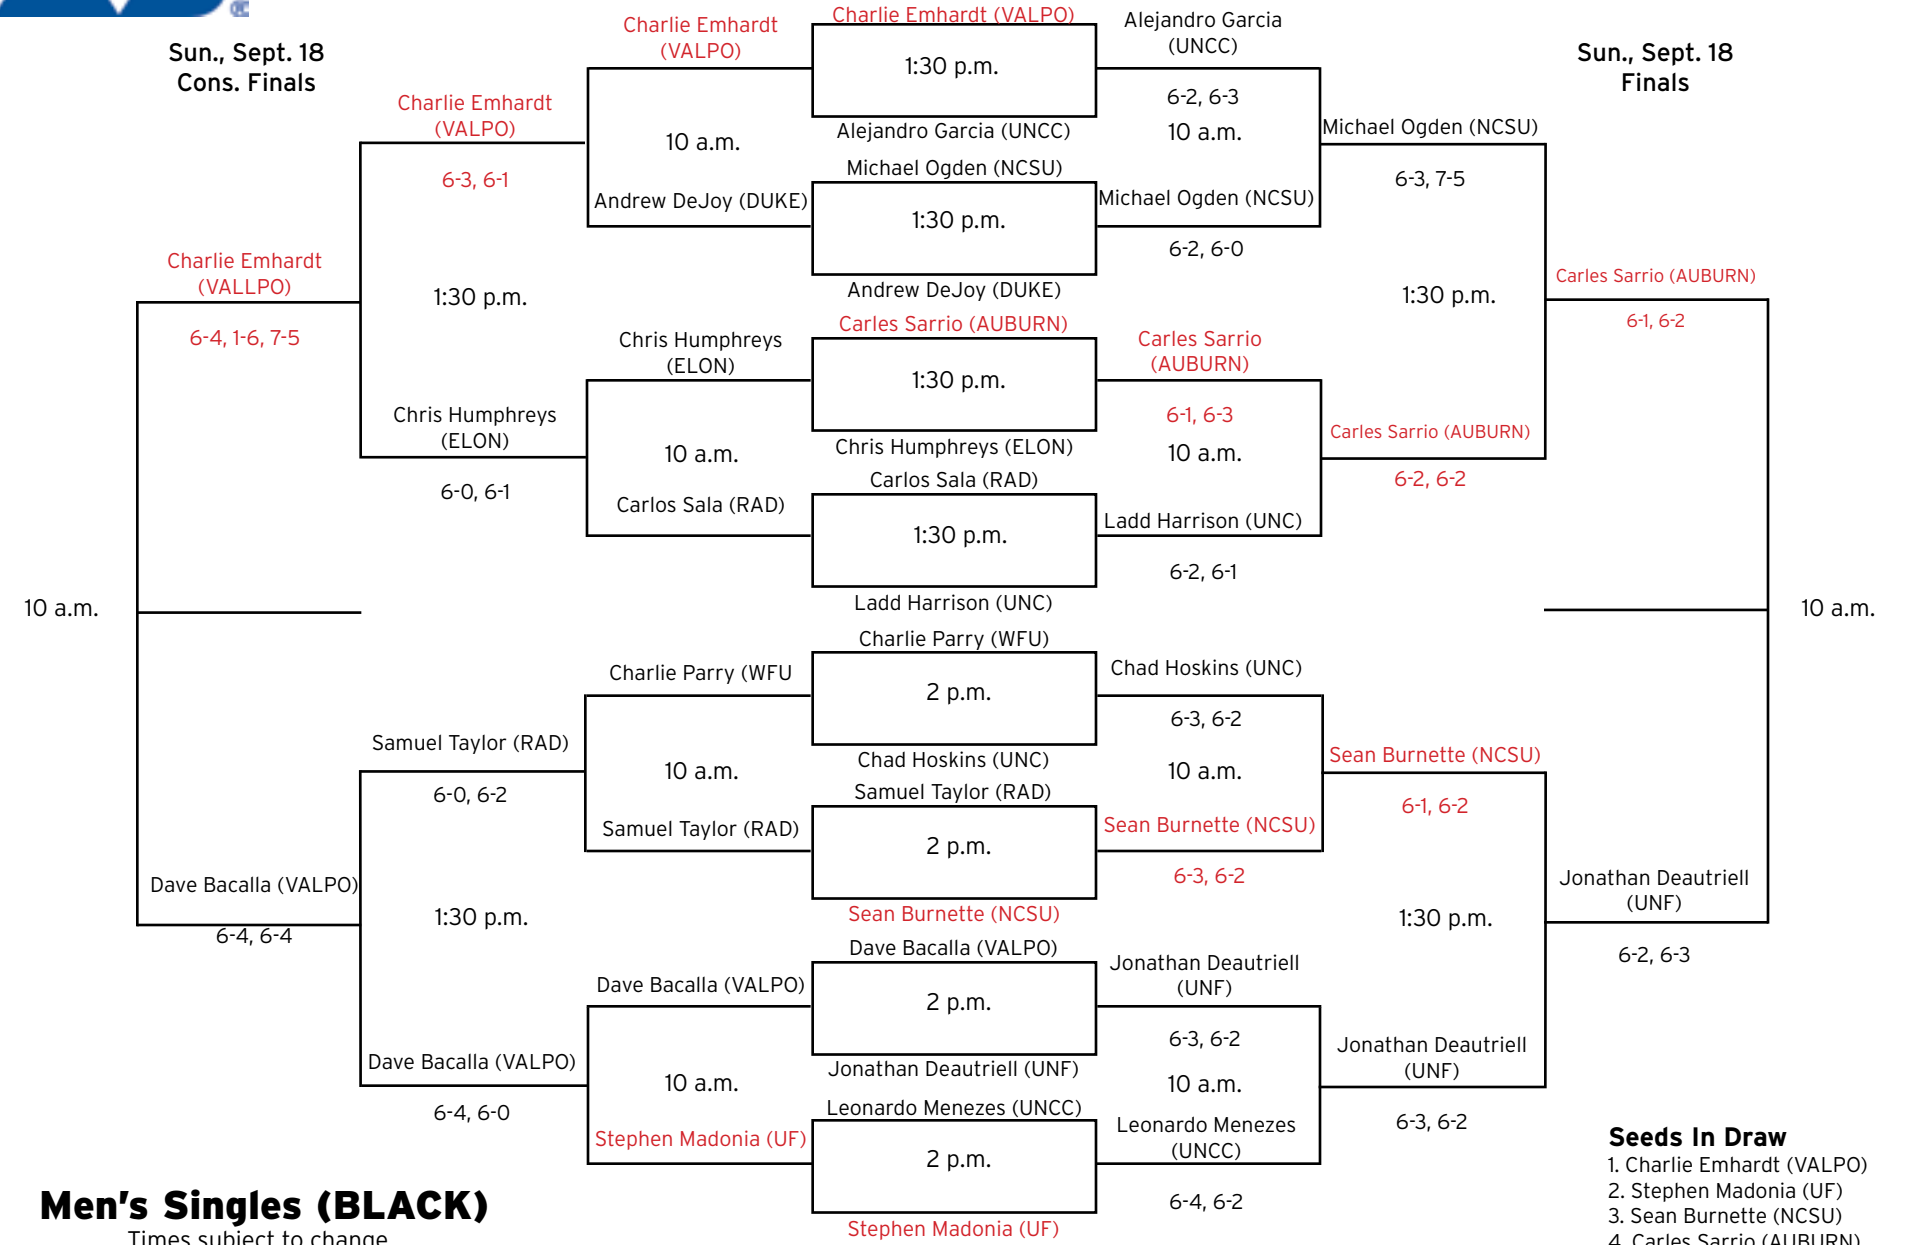 ®
Sun., Sept. 18
Cons. Finals
Charlie Emhardt
(VALLPO)
6-4, 1-6, 7-5
10 a.m.
Dave Bacalla (VALPO)
6-4, 6-4
Charlie Emhardt
(VALPO)
6-3, 6-1
1:30 p.m.
Chris Humphreys
(ELON)
6-0, 6-1
Samuel Taylor (RAD)
6-0, 6-2
1:30 p.m.
Dave Bacalla (VALPO)
6-4, 6-0
Charlie Emhardt
(VALPO)
10 a.m.
Andrew DeJoy (DUKE)
Chris Humphreys
(ELON)
10 a.m.
Carlos Sala (RAD)
Charlie Parry (WFU
10 a.m.
Samuel Taylor (RAD)
Dave Bacalla (VALPO)
10 a.m.
Stephen Madonia (UF)
Charlie Emhardt (VALPO)
1:30 p.m.
Alejandro Garcia (UNCC)
Michael Ogden (NCSU)
1:30 p.m.
Andrew DeJoy (DUKE)
Carles Sarrio (AUBURN)
1:30 p.m.
Chris Humphreys (ELON)
Carlos Sala (RAD)
1:30 p.m.
Ladd Harrison (UNC)
Charlie Parry (WFU)
2 p.m.
Chad Hoskins (UNC)
Samuel Taylor (RAD)
2 p.m.
Sean Burnette (NCSU)
Dave Bacalla (VALPO)
2 p.m.
Jonathan Deautriell (UNF)
Leonardo Menezes (UNCC)
2 p.m.
Stephen Madonia (UF)
Alejandro Garcia
(UNCC)
6-2, 6-3
10 a.m.
Michael Ogden (NCSU)
6-2, 6-0
Carles Sarrio
(AUBURN)
6-1, 6-3
10 a.m.
Ladd Harrison (UNC)
6-2, 6-1
Chad Hoskins (UNC)
6-3, 6-2
10 a.m.
Sean Burnette (NCSU)
6-3, 6-2
Jonathan Deautriell
(UNF)
6-3, 6-2
10 a.m.
Leonardo Menezes
(UNCC)
6-4, 6-2
Michael Ogden (NCSU)
6-3, 7-5
1:30 p.m.
Carles Sarrio (AUBURN)
6-2, 6-2
Sean Burnette (NCSU)
6-1, 6-2
1:30 p.m.
Jonathan Deautriell
(UNF)
6-3, 6-2
Sun., Sept. 18
Finals
Carles Sarrio (AUBURN)
6-1, 6-2
10 a.m.
Jonathan Deautriell
(UNF)
6-2, 6-3
Men's Singles (BLACK)
Times subject to change
Seeds In Draw
1. Charlie Emhardt (VALPO)
2. Stephen Madonia (UF)
3. Sean Burnette (NCSU)
4. Carles Sarrio (AUBURN)